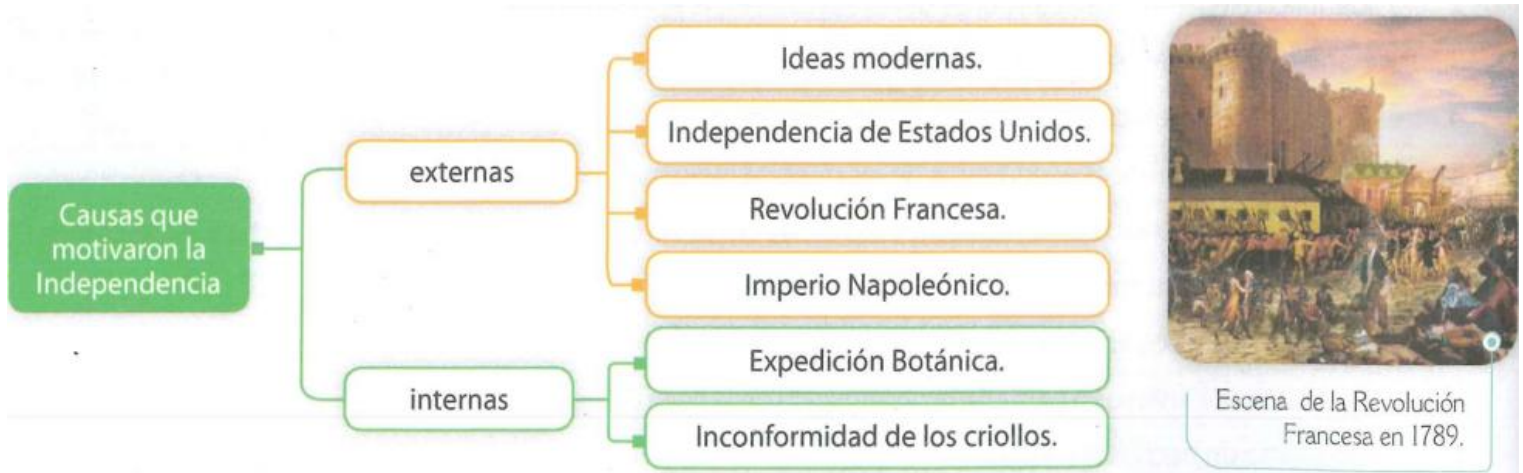 Causas que
motivaron la
Independencia
externas
Ideas modernas.
Independencia de Estados Unidos.
Revolución Francesa.
Imperio Napoleónico.
internas
Expedición Botánica.
Inconformidad de los criollos.
Escena de la Revolución
Francesa en 1789.